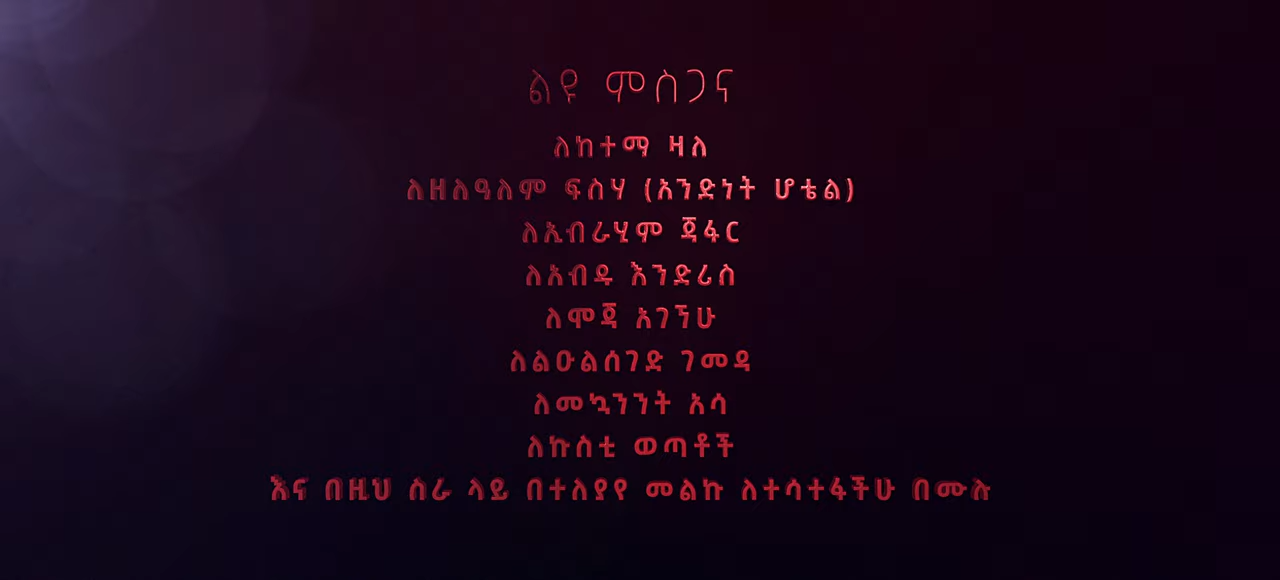 ልዩ ምስጋና
ለከተማ ዛለ
ለዘለዓለም ፍስሃ (አንድነት ሆቴል)
ለኢብራሂም ጃፋር
ለአብዱ እንድሪስ
ለሞጃ አገኘሁ
ለልዑልሰገድ ገመዳ
ለመኳንንት አሳ
ለኩስቲ ወጣቶች
እና በዚህ ስራ ላይ በተለያየ መልኩ ለተሳተፋችሁ በሙሉ